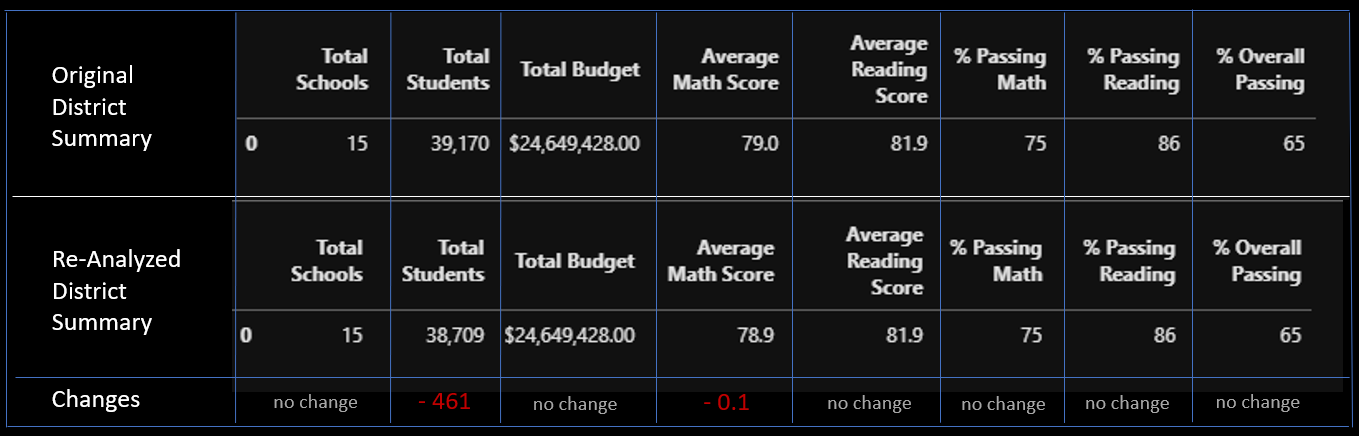 Original District Summary
Total Schools Total Students Total Budget Average Math Score Average Reading Score % Passing Math % Passing Reading % Overall Passing
0 15 39,170 $24,649,428.00 79.0 81.9 75 86 65
Re-Analyzed District Summary
Total Schools Total Students Total Budget Average Math Score Average Reading Score % Passing Math % Passing Reading % Overall Passing
0 15 38,709 $24,649,428.00 78.9 81.9 75 86 65
Changes no change - 461 no change - 0.1 no change no change no change no change